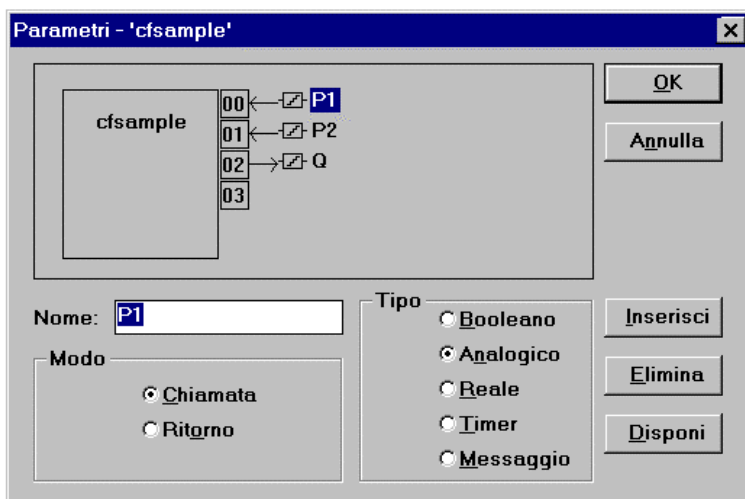 Parametri - 'cfsample'
cfsample
00 P1
01 P2
02 Q
03
OK
Annulla
Nome: P1
Modo
Chiamata
Ritorno
Tipo
Booleano
Analogico
Reale
Timer
Messaggio
Inserisci
Elimina
Disponi